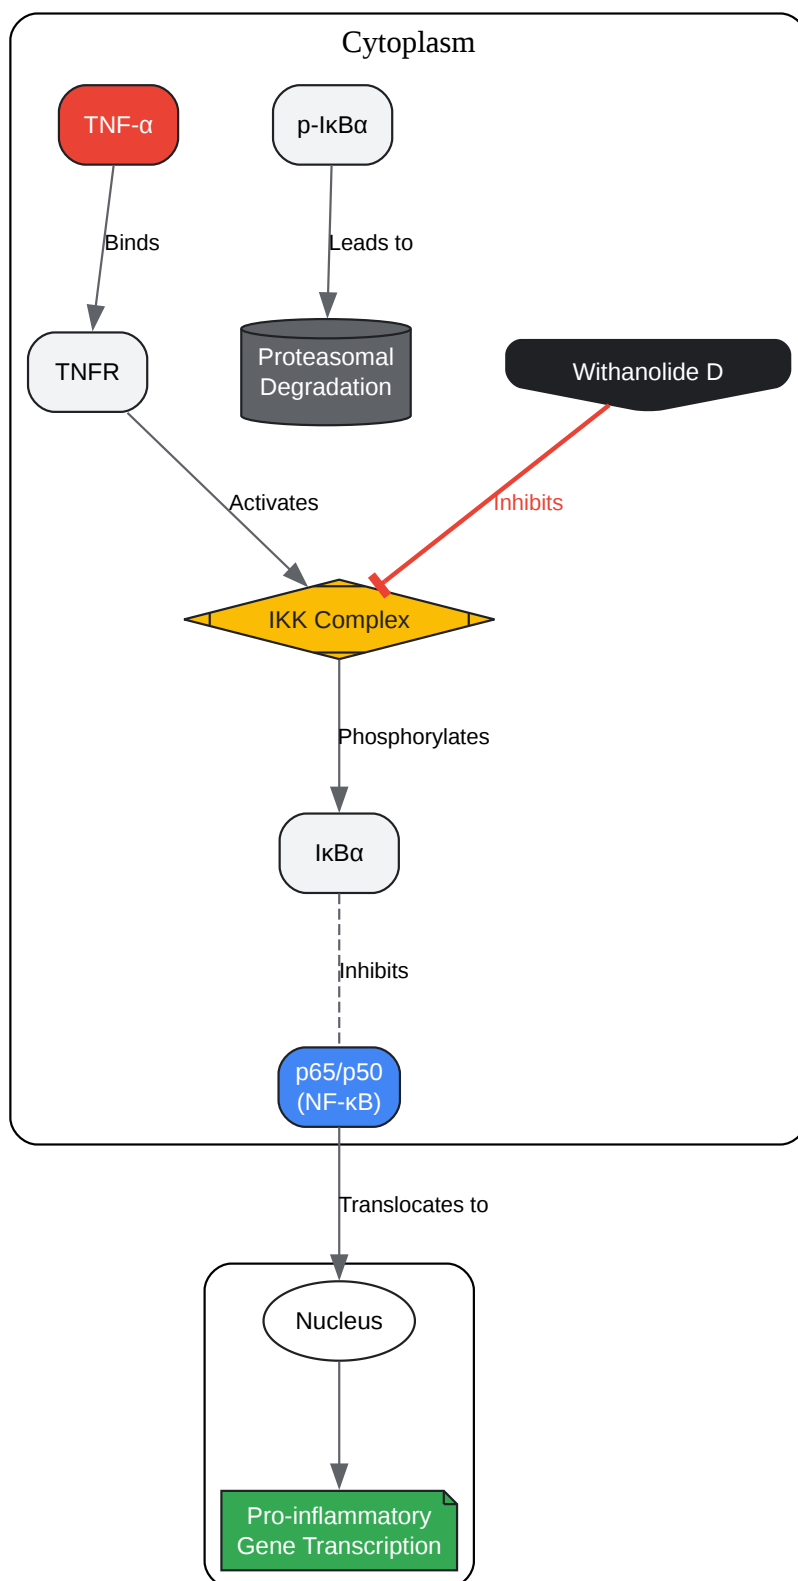 Cytoplasm
TNF-α
p-IκBα
Binds
Leads to
TNFR
Proteasomal
Degradation
Withanolide D
Activates
Inhibits
IKK Complex
Phosphorylates
IκBα
Inhibits
p65/p50
(NF-κB)
Translocates to
Nucleus
Pro-inflammatory
Gene Transcription